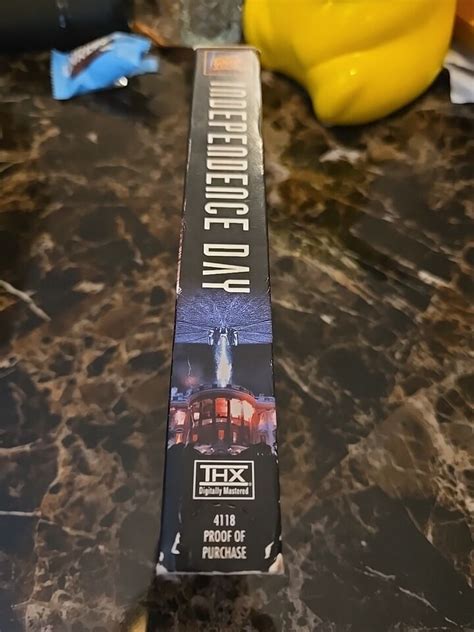 INDEPENDENCE DAY
THX
Digitally Mastered
4118
PROOF OF
PURCHASE